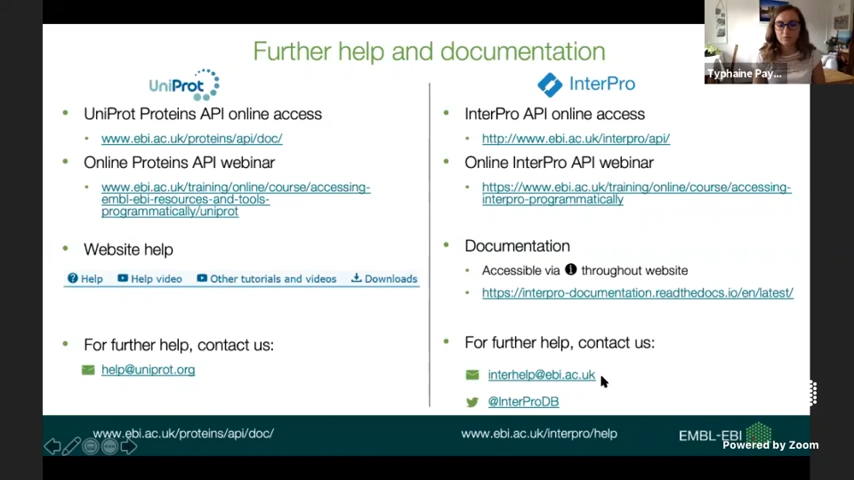 Further help and documentation
UniProt
UniProt Proteins API online access
www.ebi.ac.uk/proteins/api/doc/
Online Proteins API webinar
www.ebi.ac.uk/training/online/course/accessing-
embl-ebi-resources-and-tools-
programmatically/uniprot
Website help
Help Help video Other tutorials and videos Downloads
For further help, contact us:
help@uniprot.org
www.ebi.ac.uk/proteins/api/doc/
InterPro
InterPro API online access
http://www.ebi.ac.uk/interpro/api/
Online InterPro API webinar
https://www.ebi.ac.uk/training/online/course/accessing-
interpro-programmatically
Documentation
Accessible via i throughout website
https://interpro-documentation.readthedocs.io/en/latest/
For further help, contact us:
interhelp@ebi.ac.uk
@InterProDB
www.ebi.ac.uk/interpro/help
EMBL-EBI
Typhaine Pay...
Powered by Zoom